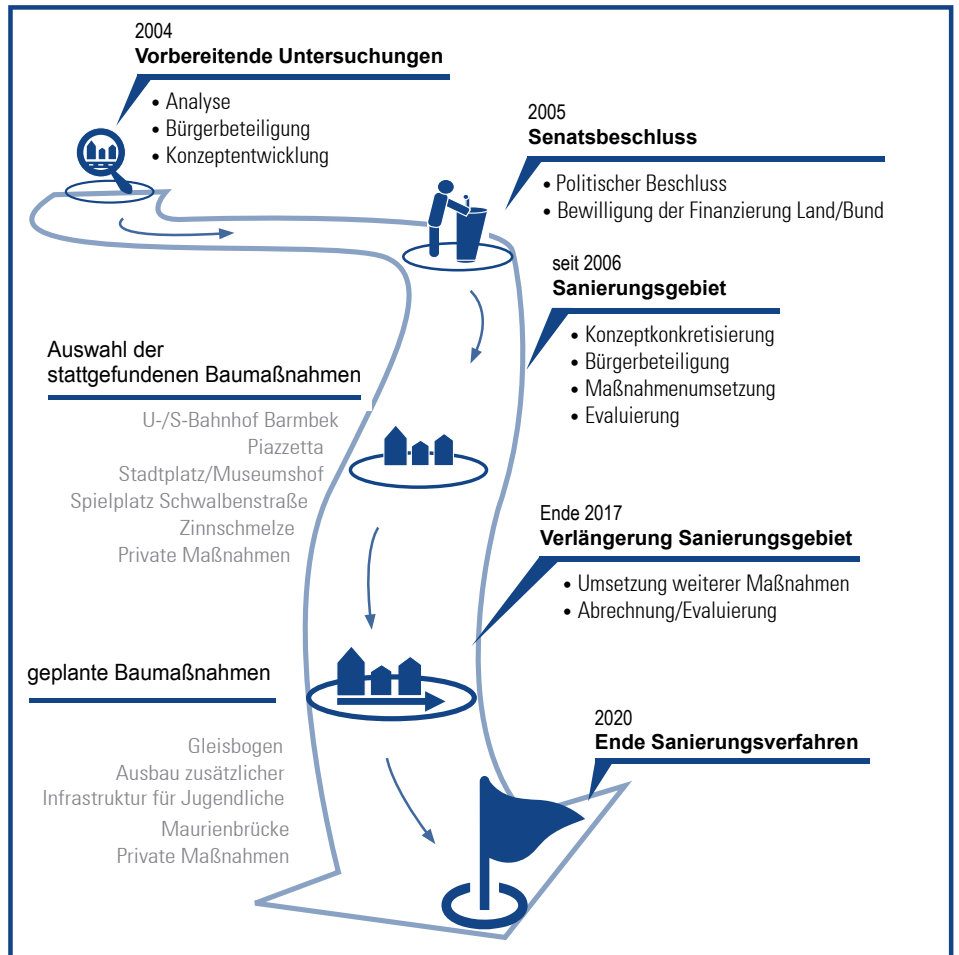 2004
Vorbereitende Untersuchungen
• Analyse
• Bürgerbeteiligung
• Konzeptentwicklung
2005
Senatsbeschluss
• Politischer Beschluss
• Bewilligung der Finanzierung Land/Bund
seit 2006
Sanierungsgebiet
• Konzeptkonkretisierung
• Bürgerbeteiligung
• Maßnahmenumsetzung
• Evaluierung
Auswahl der
stattgefundenen Baumaßnahmen
U-/S-Bahnhof Barmbek
Piazzetta
Stadtplatz/Museumshof
Spielplatz Schwalbenstraße
Zinnschmelze
Private Maßnahmen
Ende 2017
Verlängerung Sanierungsgebiet
• Umsetzung weiterer Maßnahmen
• Abrechnung/Evaluierung
geplante Baumaßnahmen
Gleisbogen
Ausbau zusätzlicher
Infrastruktur für Jugendliche
Maurienbrücke
Private Maßnahmen
2020
Ende Sanierungsverfahren